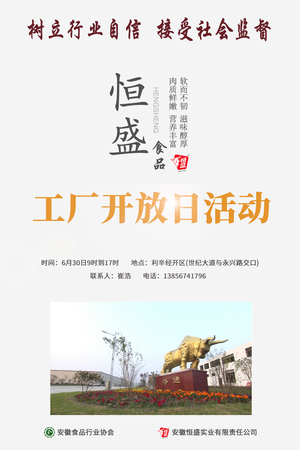 树立行业自信 接受社会监督
恒盛
HENGSHENG
食品
软而不韧 滋味醇厚
肉质鲜嫩 营养丰富
工厂开放日活动
时间：6月30日9时到17时 地点：利辛经开区(世纪大道与永兴路交口)
联系人：崔浩 电话：13856741796
安徽食品行业协会
安徽恒盛实业有限责任公司